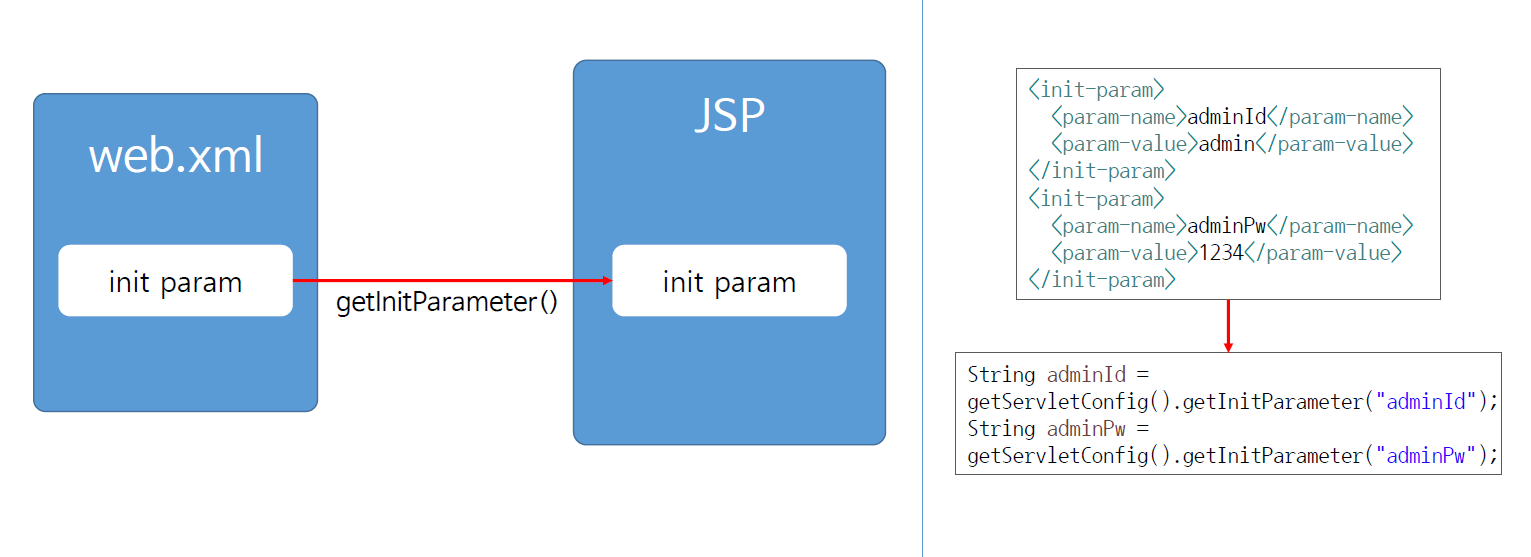 web.xml
init param
getInitParameter()
JSP
init param
<init-param>
<param-name>adminId</param-name>
<param-value>admin</param-value>
</init-param>
<init-param>
<param-name>adminPw</param-name>
<param-value>1234</param-value>
</init-param>
String adminId =
getServletConfig().getInitParameter("adminId");
String adminPw =
getServletConfig().getInitParameter("adminPw");